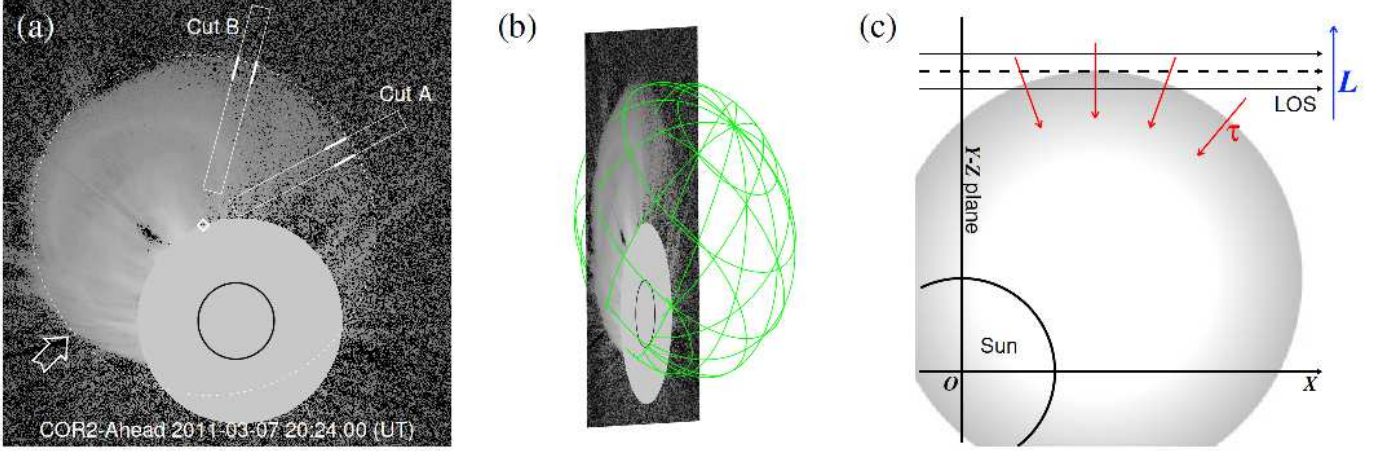 (a)
Cut B
Cut A
COR2-Ahead 2011-03-07 20:24:00 (UT)
(b)
(c)
L
LOS
τ
Y-Z plane
Sun
O
X